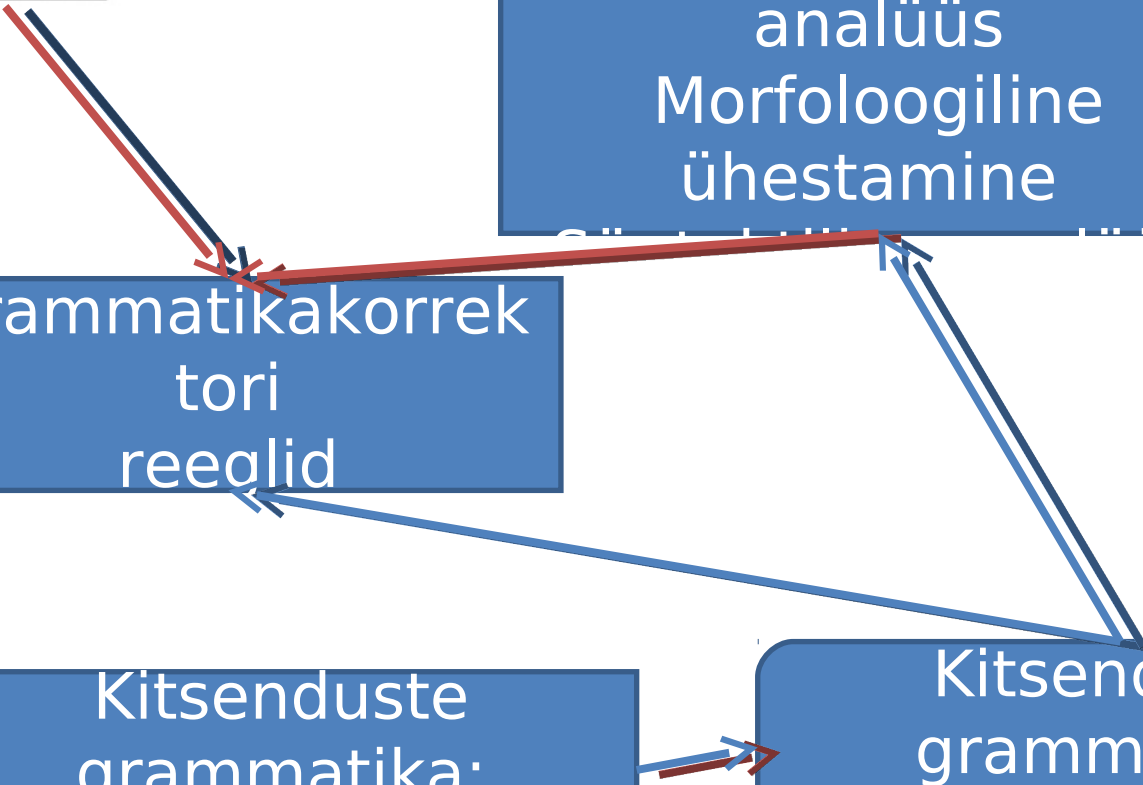 analüüs
Morfoloogiline
ühestamine
rammatikakorrek
tori
reeglid
Kitsenduste
grammatika:
Kitsend
gramm